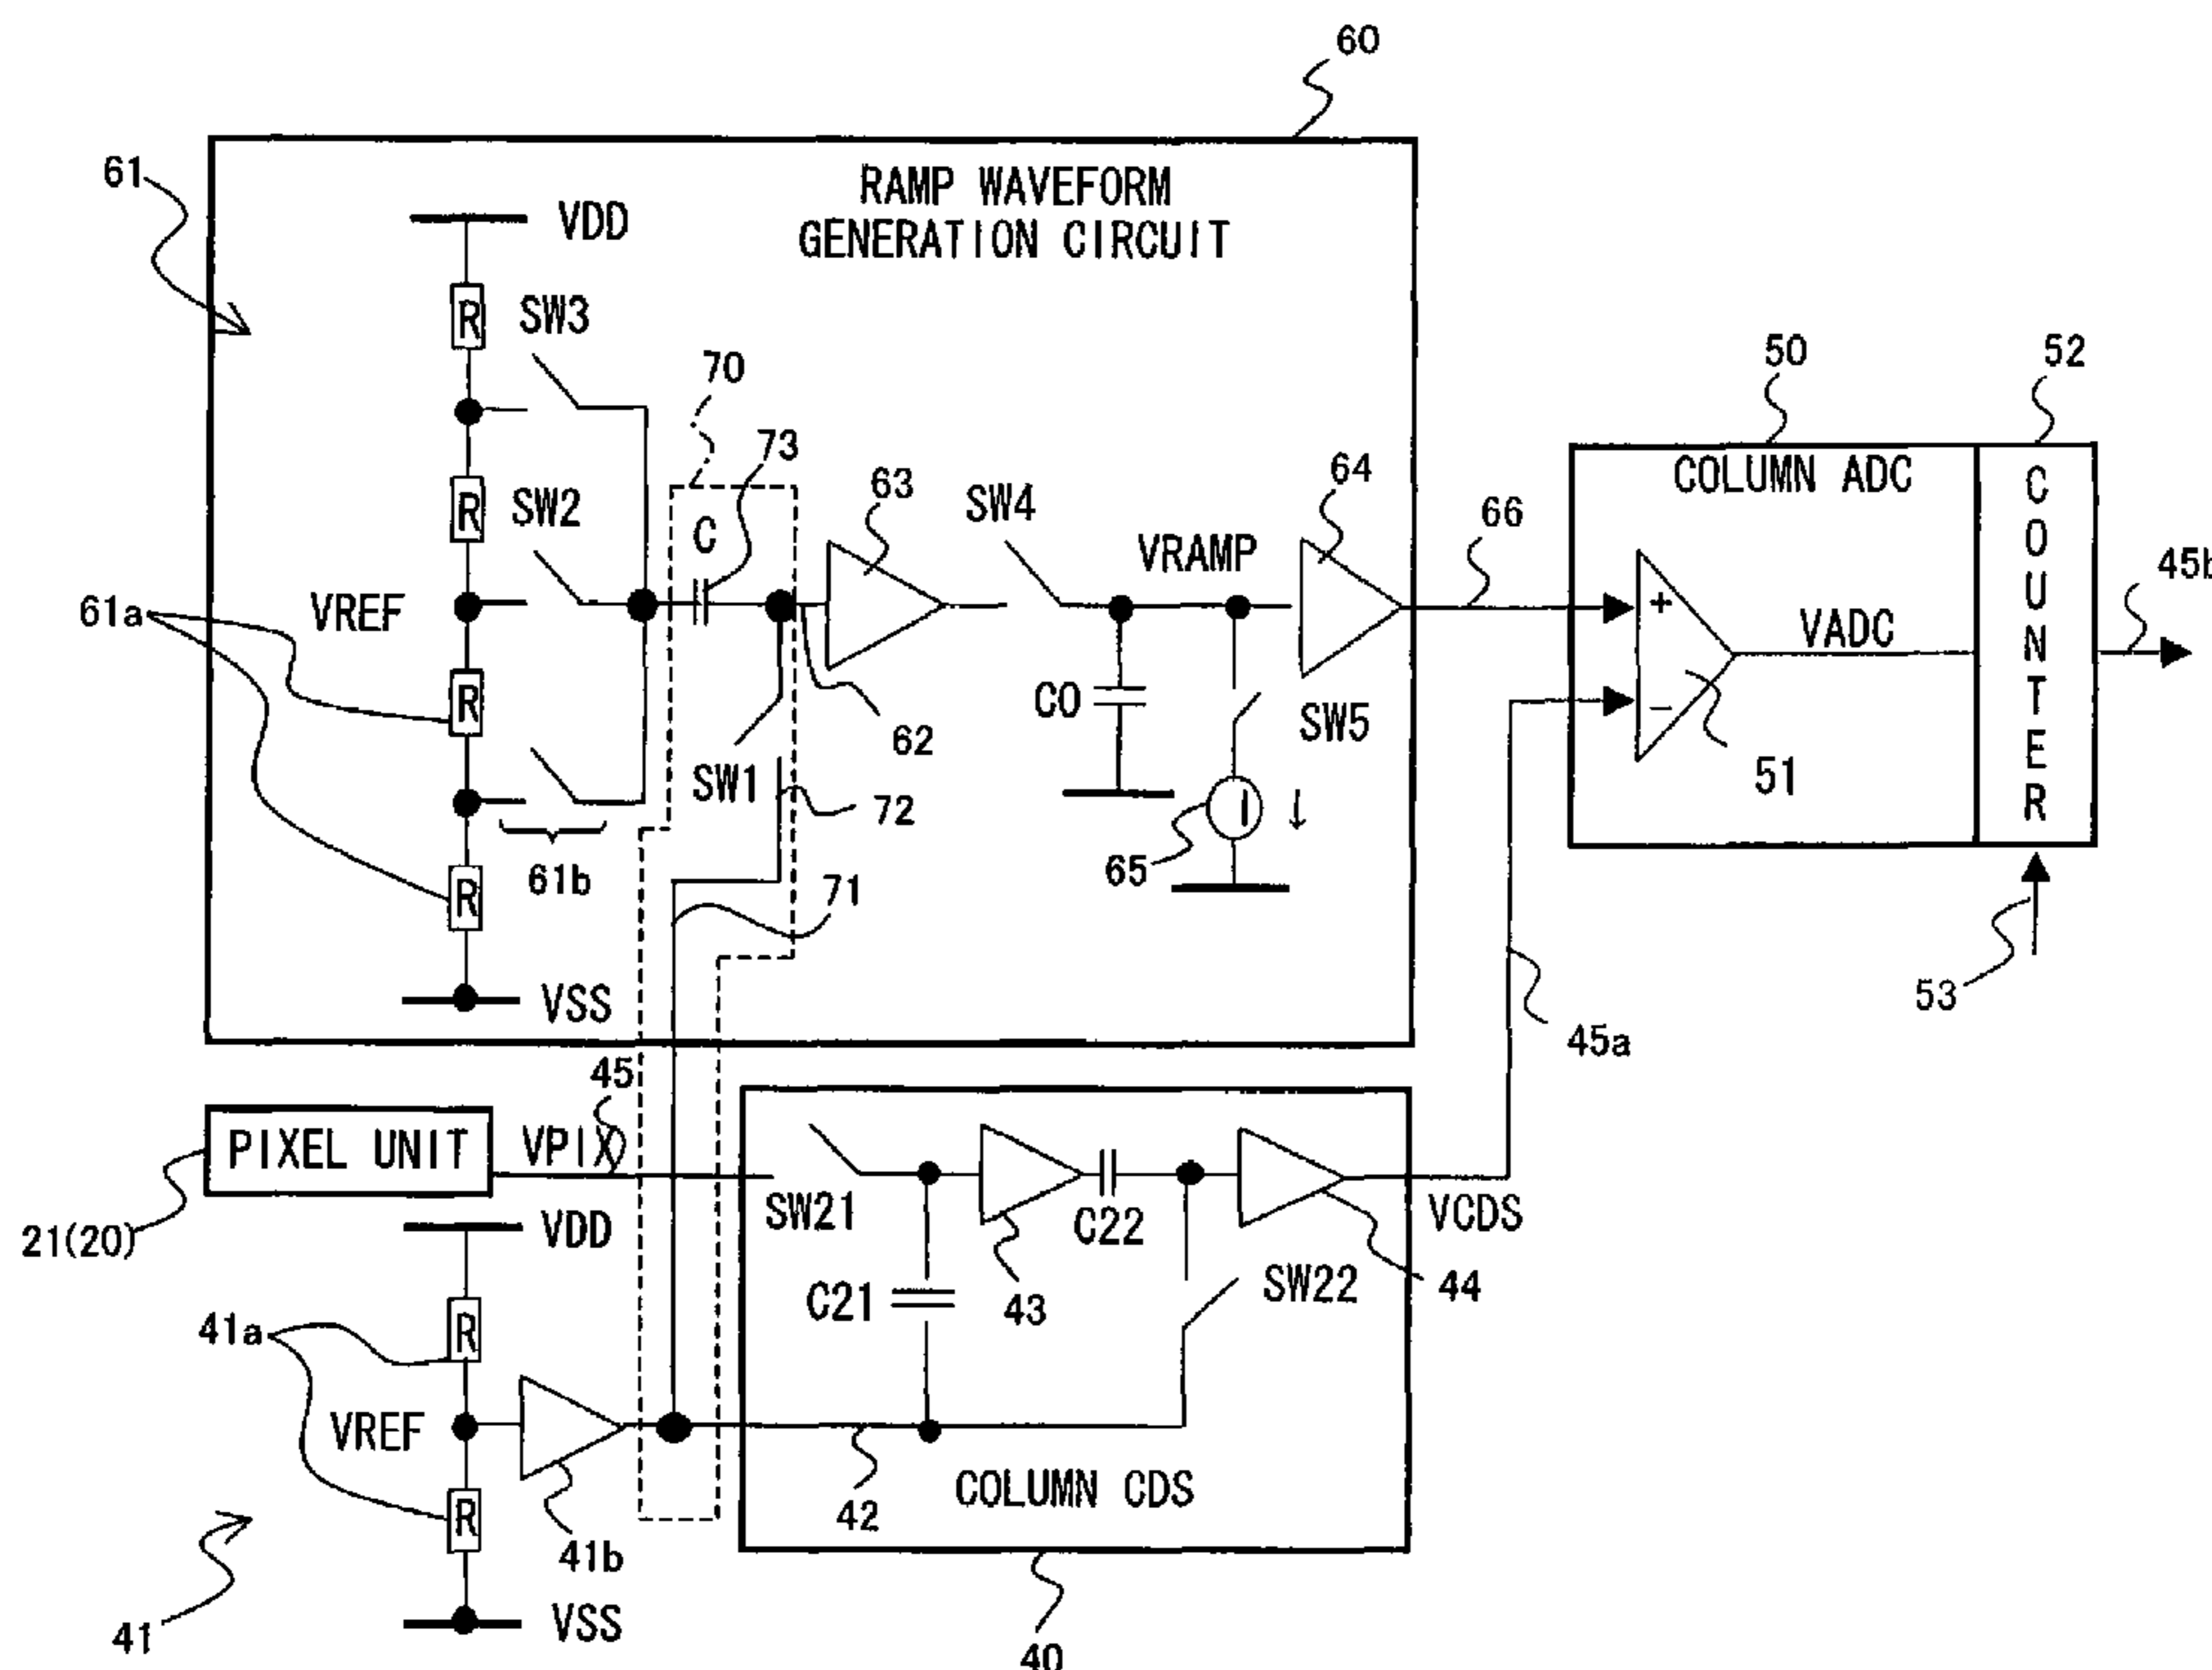 60
61
RAMP WAVEFORM
GENERATION CIRCUIT
VDD
R
SW3
70
50
52
73
R
SW2
C
63
SW4
64
66
COLUMN ADC
COUNTER
VRAMP
45b
61a
VREF
+
VADC
R
C0
SW5
62
−
51
SW1
72
I
↓
65
61b
71
R
53
VSS
45a
45
PIXEL UNIT
VPIX
SW21
C22
VCDS
21(20)
VDD
C21
43
SW22
44
41a
R
VREF
R
42
COLUMN CDS
41b
41
VSS
40